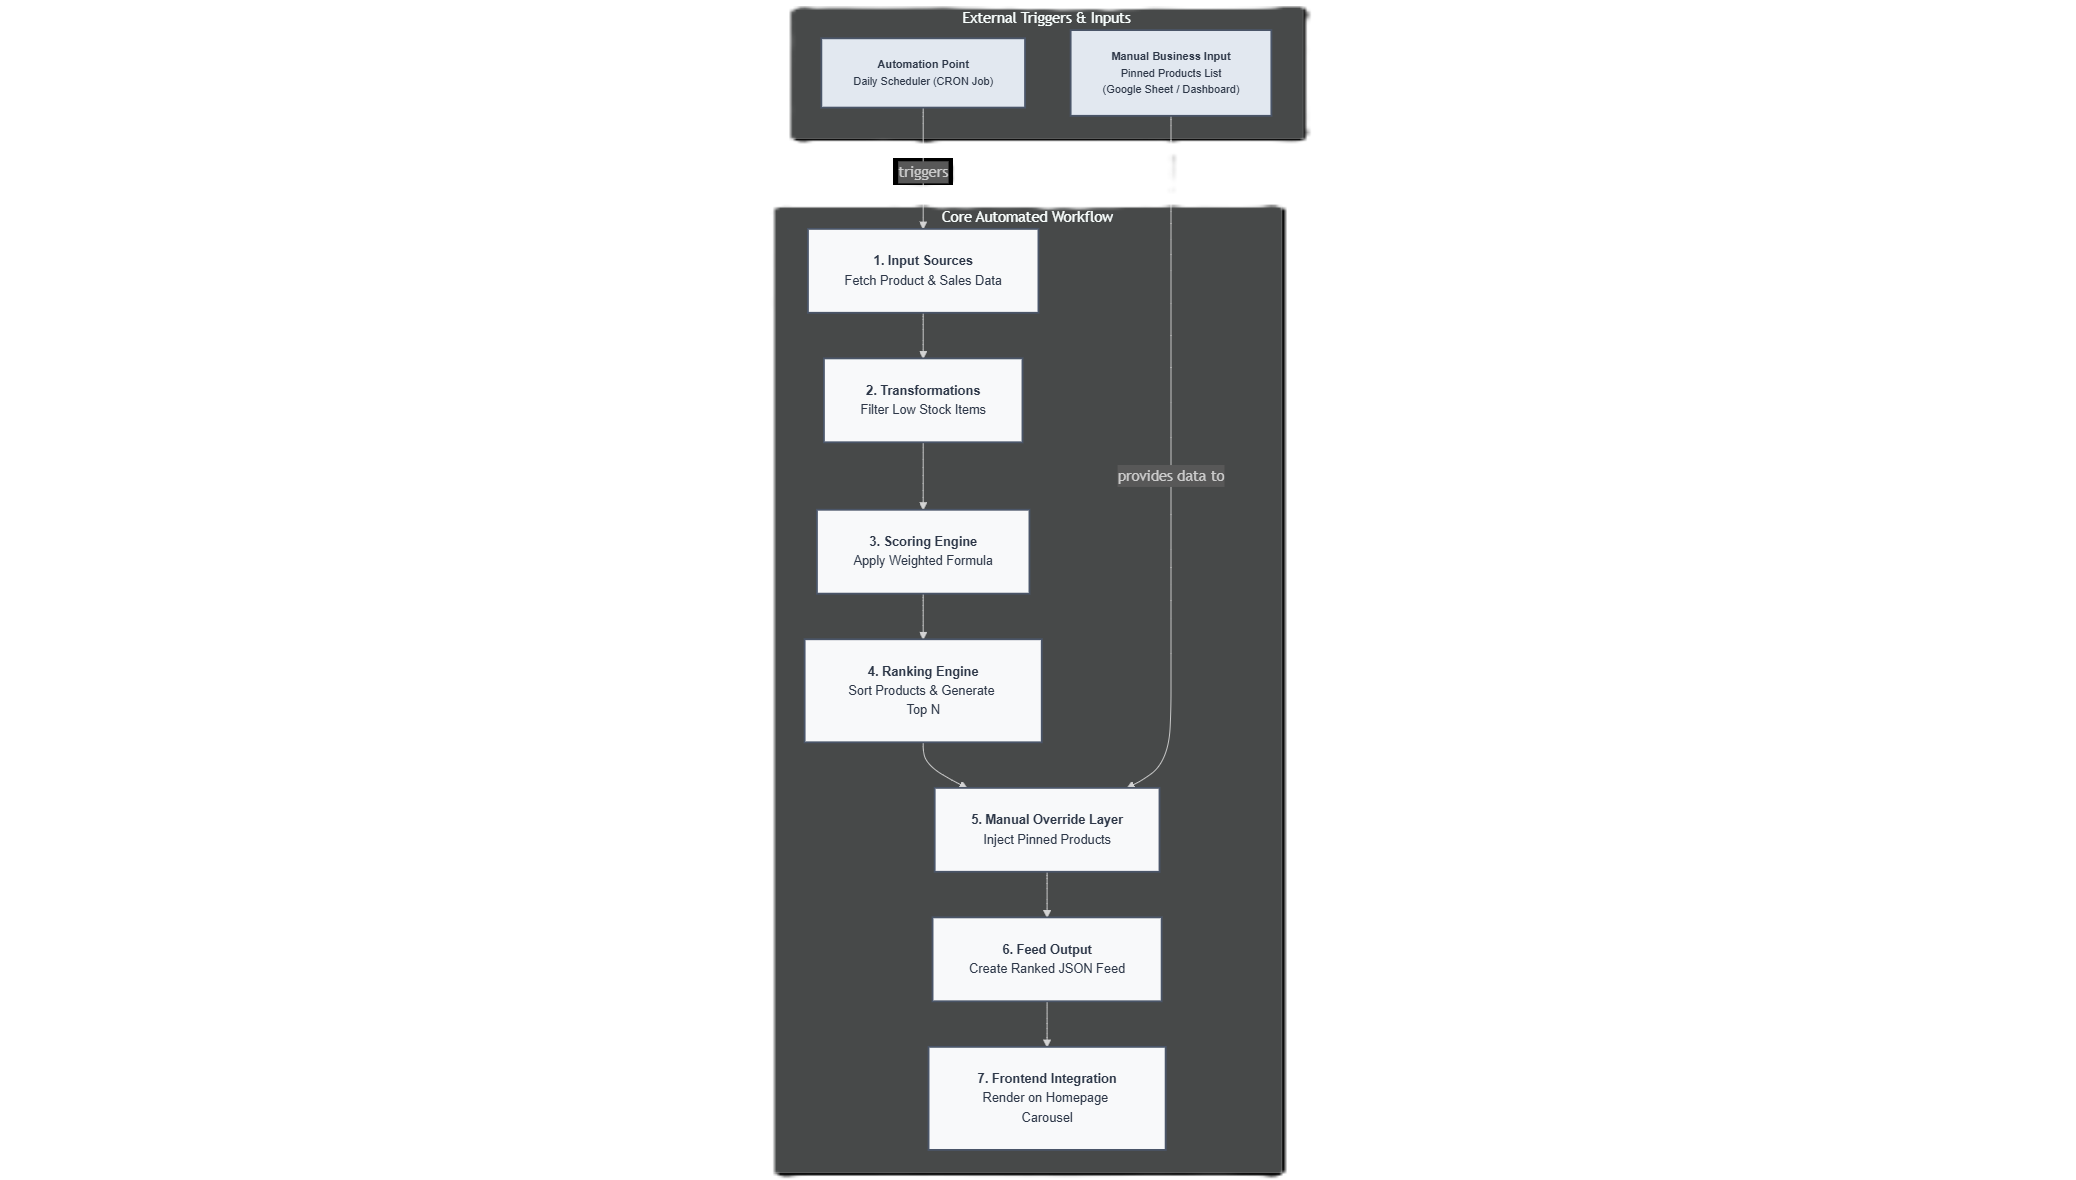 External Triggers & Inputs
Automation Point
Daily Scheduler (CRON Job)
Manual Business Input
Pinned Products List
(Google Sheet / Dashboard)
triggers
Core Automated Workflow
1. Input Sources
Fetch Product & Sales Data
2. Transformations
Filter Low Stock Items
provides data to
3. Scoring Engine
Apply Weighted Formula
4. Ranking Engine
Sort Products & Generate
Top N
5. Manual Override Layer
Inject Pinned Products
6. Feed Output
Create Ranked JSON Feed
7. Frontend Integration
Render on Homepage
Carousel